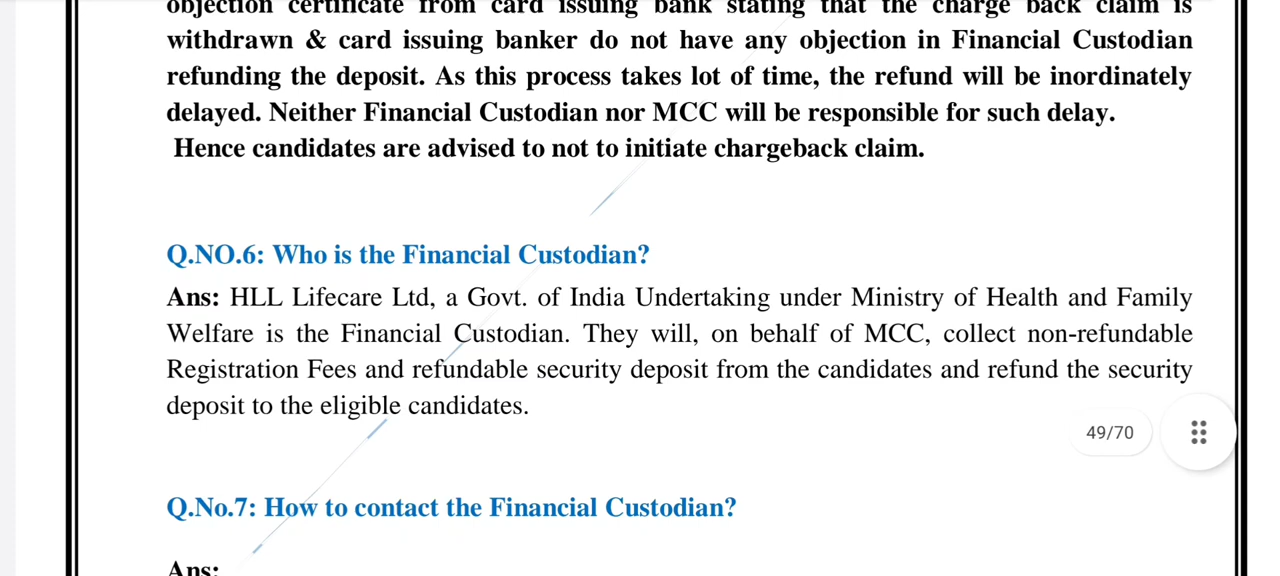 objection certificate from card issuing bank stating that the charge back claim is
withdrawn & card issuing banker do not have any objection in Financial Custodian
refunding the deposit. As this process takes lot of time, the refund will be inordinately
delayed. Neither Financial Custodian nor MCC will be responsible for such delay.
Hence candidates are advised to not to initiate chargeback claim.
Q.NO.6: Who is the Financial Custodian?
Ans: HLL Lifecare Ltd, a Govt. of India Undertaking under Ministry of Health and Family
Welfare is the Financial Custodian. They will, on behalf of MCC, collect non-refundable
Registration Fees and refundable security deposit from the candidates and refund the security
deposit to the eligible candidates.
49/70
Q.No.7: How to contact the Financial Custodian?
Ans: